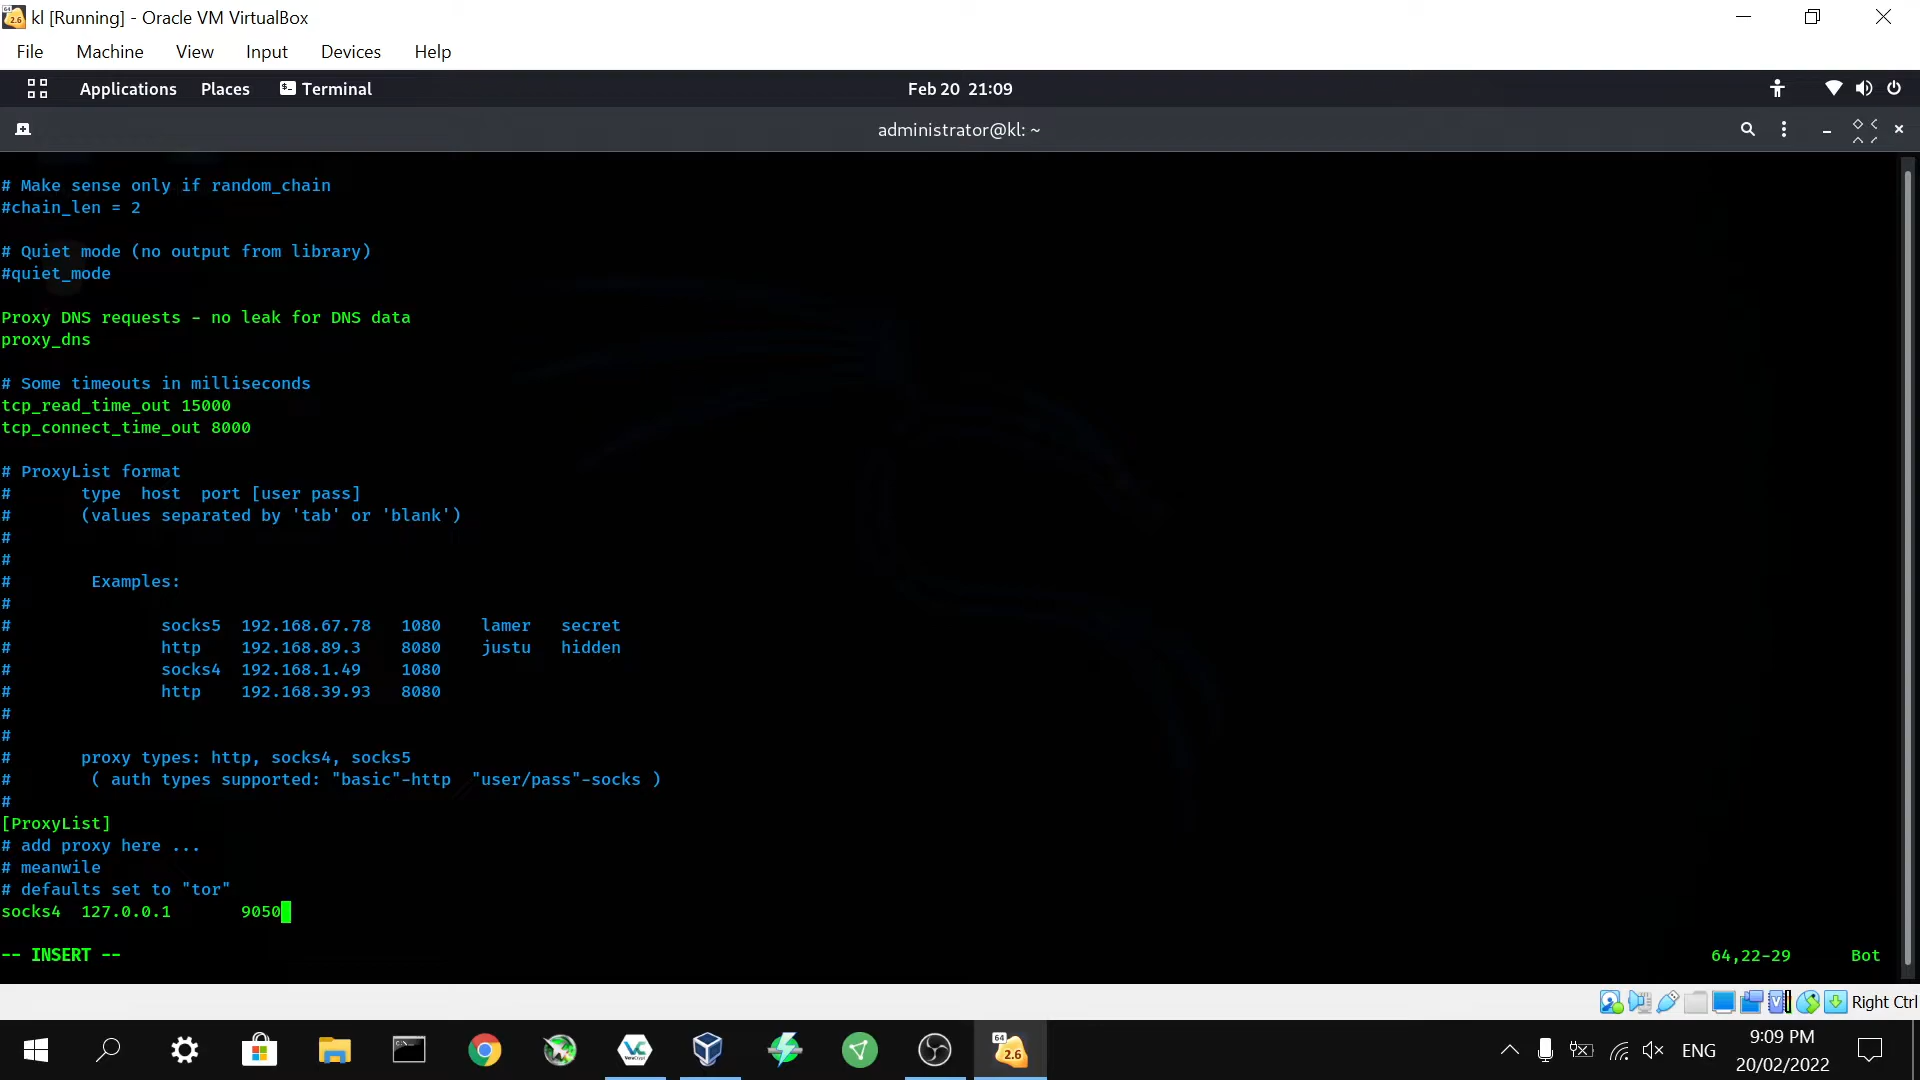 kl [Running] - Oracle VM VirtualBox
File Machine View Input Devices Help
Applications Places Terminal Feb 20 21:09
administrator@kl: ~
# Make sense only if random_chain
#chain_len = 2
# Quiet mode (no output from library)
#quiet_mode
Proxy DNS requests - no leak for DNS data
proxy_dns
# Some timeouts in milliseconds
tcp_read_time_out 15000
tcp_connect_time_out 8000
# ProxyList format
# type host port [user pass]
# (values separated by 'tab' or 'blank')
#
#
# Examples:
#
# socks5 192.168.67.78 1080 lamer secret
# http 192.168.89.3 8080 justu hidden
# socks4 192.168.1.49 1080
# http 192.168.39.93 8080
#
#
# proxy types: http, socks4, socks5
# ( auth types supported: "basic"-http "user/pass"-socks )
#
[ProxyList]
# add proxy here ...
# meanwile
# defaults set to "tor"
socks4 127.0.0.1 9050
-- INSERT -- 64,22-29 Bot
Right Ctrl
ENG 9:09 PM
20/02/2022
64
2.6